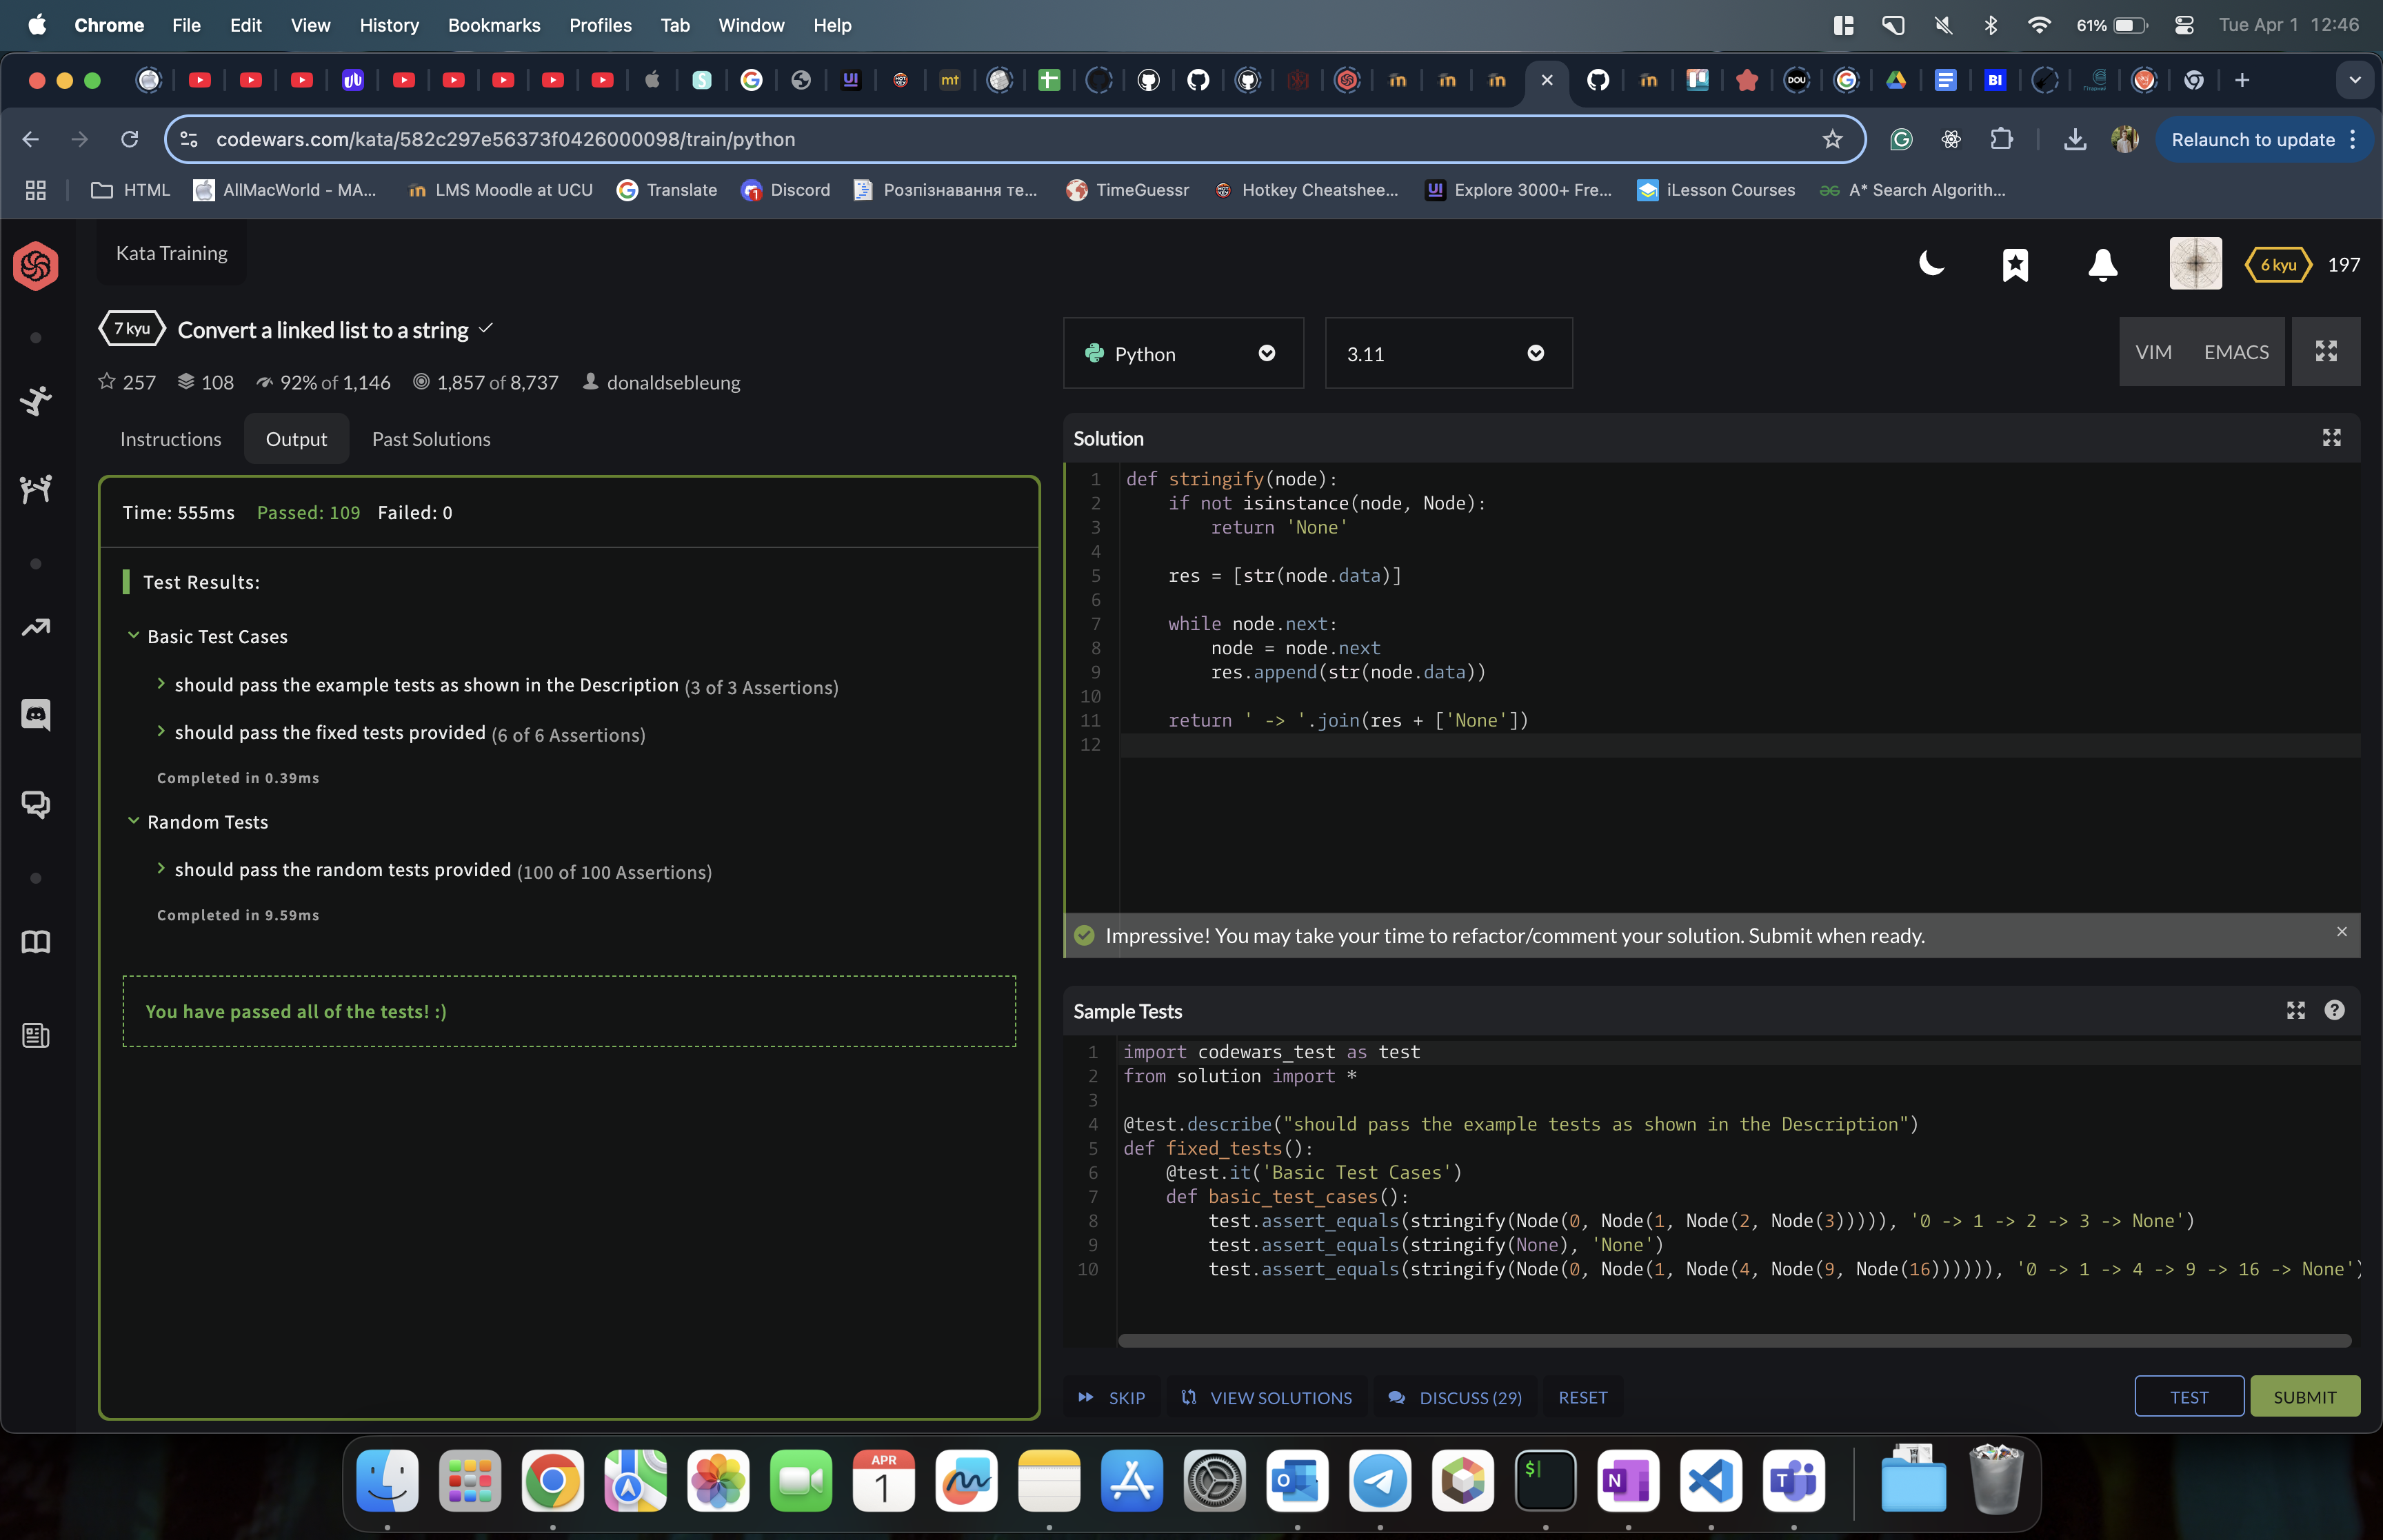 Chrome File Edit View History Bookmarks Profiles Tab Window Help 61% Tue Apr 1 12:46
codewars.com/kata/582c297e56373f0426000098/train/python
Relaunch to update
HTML AllMacWorld - MA... LMS Moodle at UCU Translate Discord Розпізнавання те... TimeGuessr Hotkey Cheatshee... Explore 3000+ Fre... iLesson Courses A* Search Algorith...
Kata Training
6 kyu 197
7 kyu Convert a linked list to a string
257 108 92% of 1,146 1,857 of 8,737 donaldsebleung
Python 3.11 VIM EMACS
Instructions Output Past Solutions
Time: 555ms Passed: 109 Failed: 0
Test Results:
Basic Test Cases
should pass the example tests as shown in the Description (3 of 3 Assertions)
should pass the fixed tests provided (6 of 6 Assertions)
Completed in 0.39ms
Random Tests
should pass the random tests provided (100 of 100 Assertions)
Completed in 9.59ms
You have passed all of the tests! :)
Solution
1 def stringify(node):
2     if not isinstance(node, Node):
3         return 'None'
4
5     res = [str(node.data)]
6
7     while node.next:
8         node = node.next
9         res.append(str(node.data))
10
11     return ' -> '.join(res + ['None'])
12
Impressive! You may take your time to refactor/comment your solution. Submit when ready.
Sample Tests
1 import codewars_test as test
2 from solution import *
3
4 @test.describe("should pass the example tests as shown in the Description")
5 def fixed_tests():
6     @test.it('Basic Test Cases')
7     def basic_test_cases():
8         test.assert_equals(stringify(Node(0, Node(1, Node(2, Node(3))))), '0 -> 1 -> 2 -> 3 -> None')
9         test.assert_equals(stringify(None), 'None')
10         test.assert_equals(stringify(Node(0, Node(1, Node(4, Node(9, Node(16)))))), '0 -> 1 -> 4 -> 9 -> 16 -> None')
SKIP VIEW SOLUTIONS DISCUSS (29) RESET TEST SUBMIT
APR
1